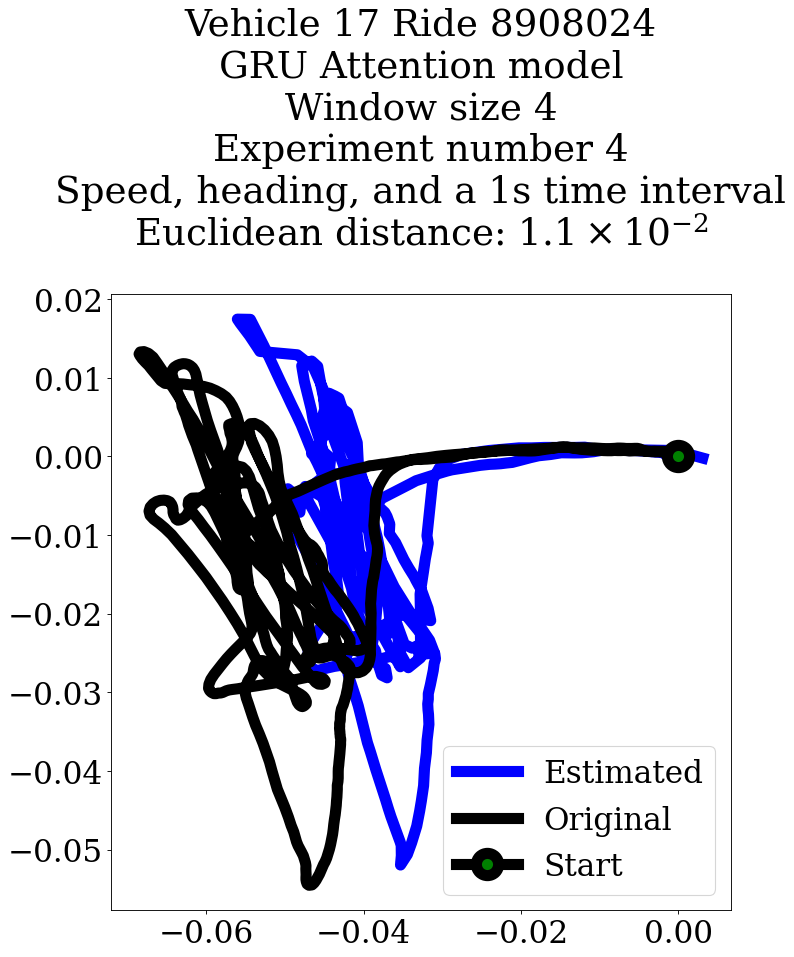 Vehicle 17 Ride 8908024
GRU Attention model
Window size 4
Experiment number 4
Speed, heading, and a 1s time interval
Euclidean distance: 1.1 × 10⁻²
0.02
0.01
0.00
−0.01
−0.02
−0.03
−0.04
−0.05
Estimated
Original
Start
−0.06
−0.04
−0.02
0.00